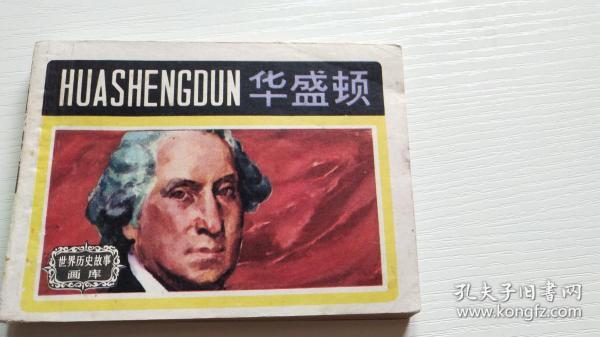 HUASHENGDUN 华盛顿
世界历史故事
画库
孔夫子旧书网
www.kongfz.com